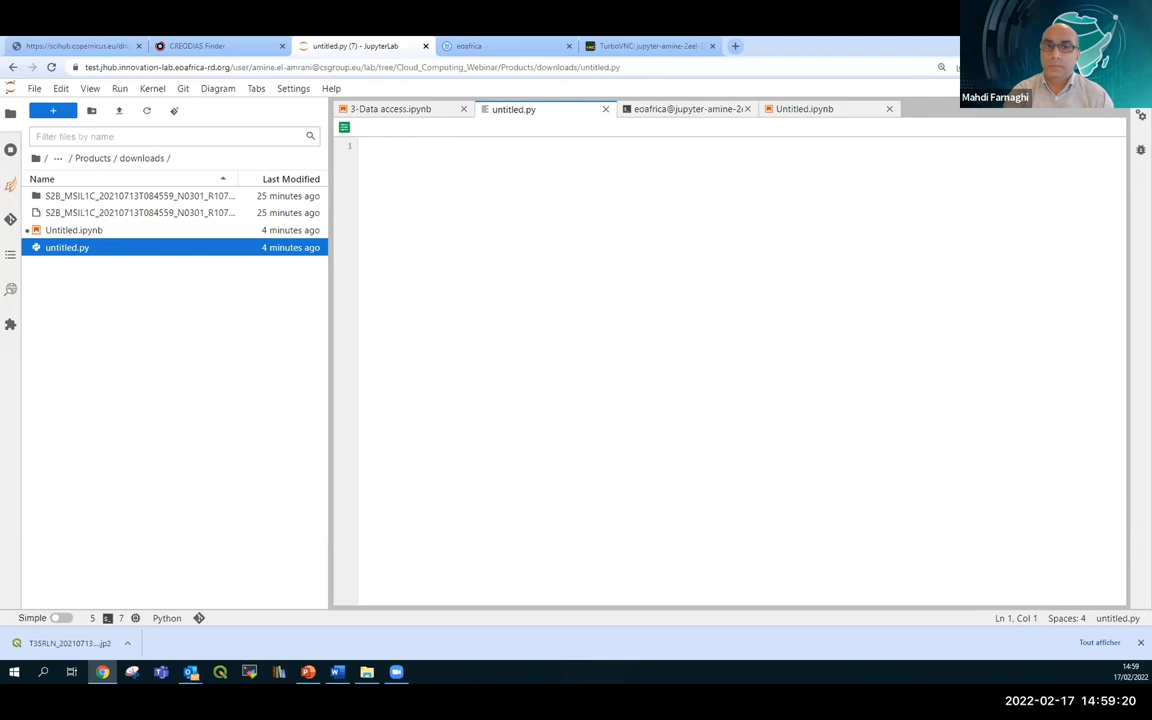 https://scihub.copernicus.eu/dh
CREODIAS Finder
untitled.py (7) - JupyterLab
eoafrica
TurboVNC: jupyter-amine-2eel-
test.jhub.innovation-lab.eoafrica-rd.org/user/amine.el-amrani@csgroup.eu/lab/tree/Cloud_Computing_Webinar/Products/downloads/untitled.py
File Edit View Run Kernel Git Diagram Tabs Settings Help
Mahdi Farnaghi
3-Data access.ipynb
untitled.py
eoafrica@jupyter-amine-2
Untitled.ipynb
Filter files by name
/ ... / Products / downloads /
Name Last Modified
S2B_MSIL1C_20210713T084559_N0301_R107... 25 minutes ago
S2B_MSIL1C_20210713T084559_N0301_R107... 25 minutes ago
Untitled.ipynb 4 minutes ago
untitled.py 4 minutes ago
1
Simple 5 7 Python
Ln 1, Col 1 Spaces: 4 untitled.py
T35RLN_20210713....jp2
Tout afficher
14:59
17/02/2022
2022-02-17 14:59:20